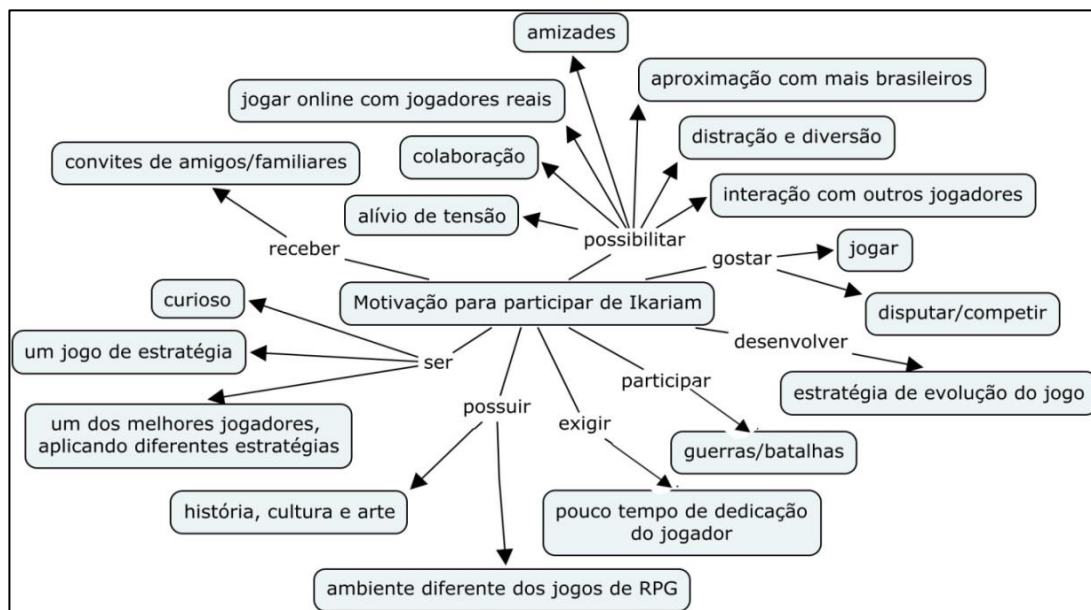 amizades
aproximação com mais brasileiros
jogar online com jogadores reais
distração e diversão
colaboração
convites de amigos/familiares
interação com outros jogadores
alívio de tensão
possibilitar
receber
gostar
jogar
curioso
Motivação para participar de Ikariam
disputar/competir
desenvolver
um jogo de estratégia
ser
participar
estratégia de evolução do jogo
possuir
exigir
um dos melhores jogadores,
aplicando diferentes estratégias
guerras/batalhas
história, cultura e arte
pouco tempo de dedicação
do jogador
ambiente diferente dos jogos de RPG